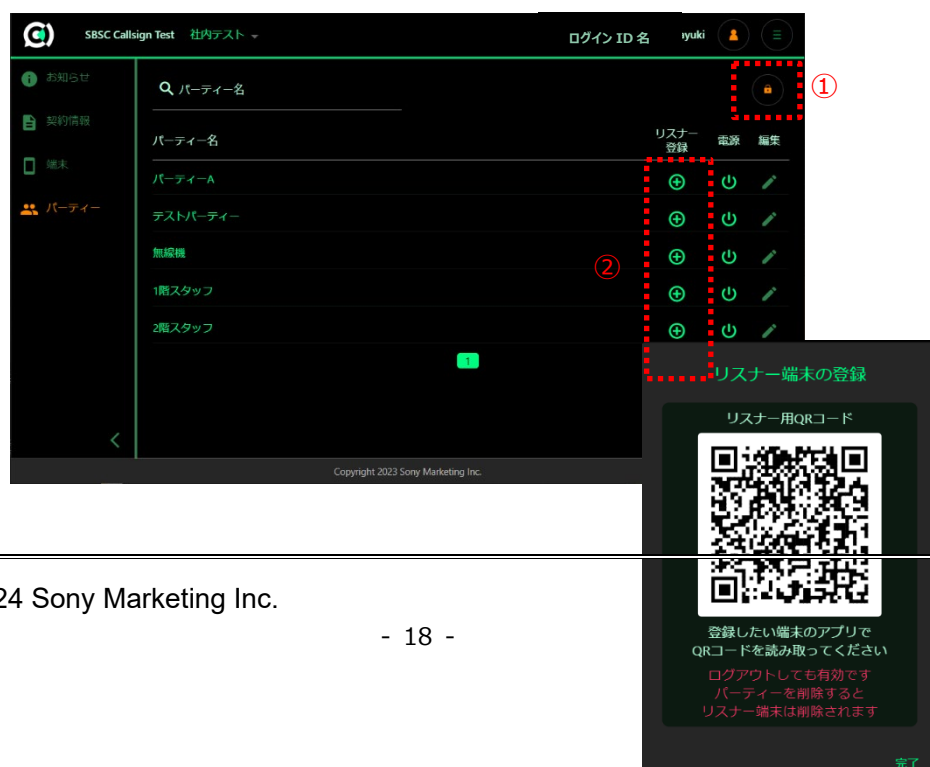 SBSC Callsign Test 社内テスト
ログイン ID 名 yuki
お知らせ
契約情報
端末
パーティー
パーティー名
①
パーティー名 リスナー登録 電源 編集
パーティーA
テストパーティー
無線機
②
1階スタッフ
2階スタッフ
1
Copyright 2023 Sony Marketing Inc.
リスナー端末の登録
リスナー用QRコード
登録したい端末のアプリで
QRコードを読み取ってください
ログアウトしても有効です
パーティーを削除すると
リスナー端末は削除されます
完了
24 Sony Marketing Inc.
- 18 -